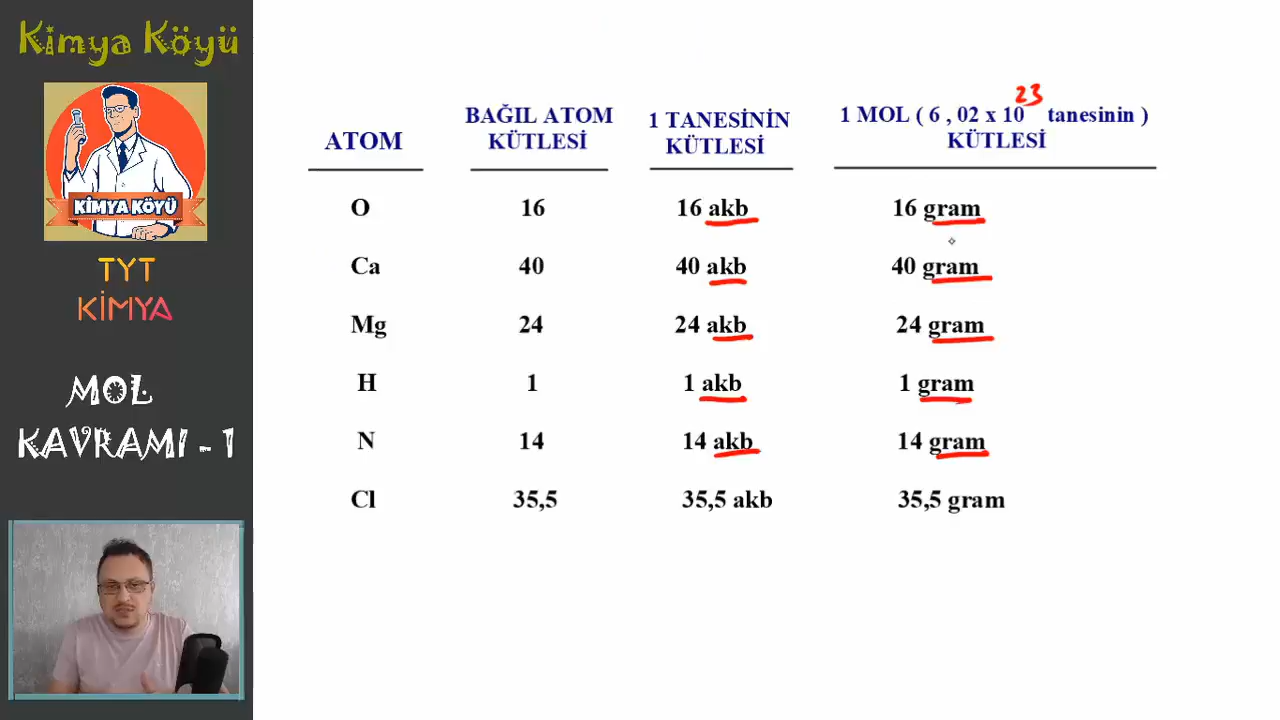 Kimya Köyü
KİMYA KÖYÜ
TYT
KİMYA
MOL
KAVRAMI - 1
ATOM BAĞIL ATOM KÜTLESİ 1 TANESİNİN KÜTLESİ 1 MOL ( 6 , 02 x 10 23 tanesinin ) KÜTLESİ
O 16 16 akb 16 gram
Ca 40 40 akb 40 gram
Mg 24 24 akb 24 gram
H 1 1 akb 1 gram
N 14 14 akb 14 gram
Cl 35,5 35,5 akb 35,5 gram